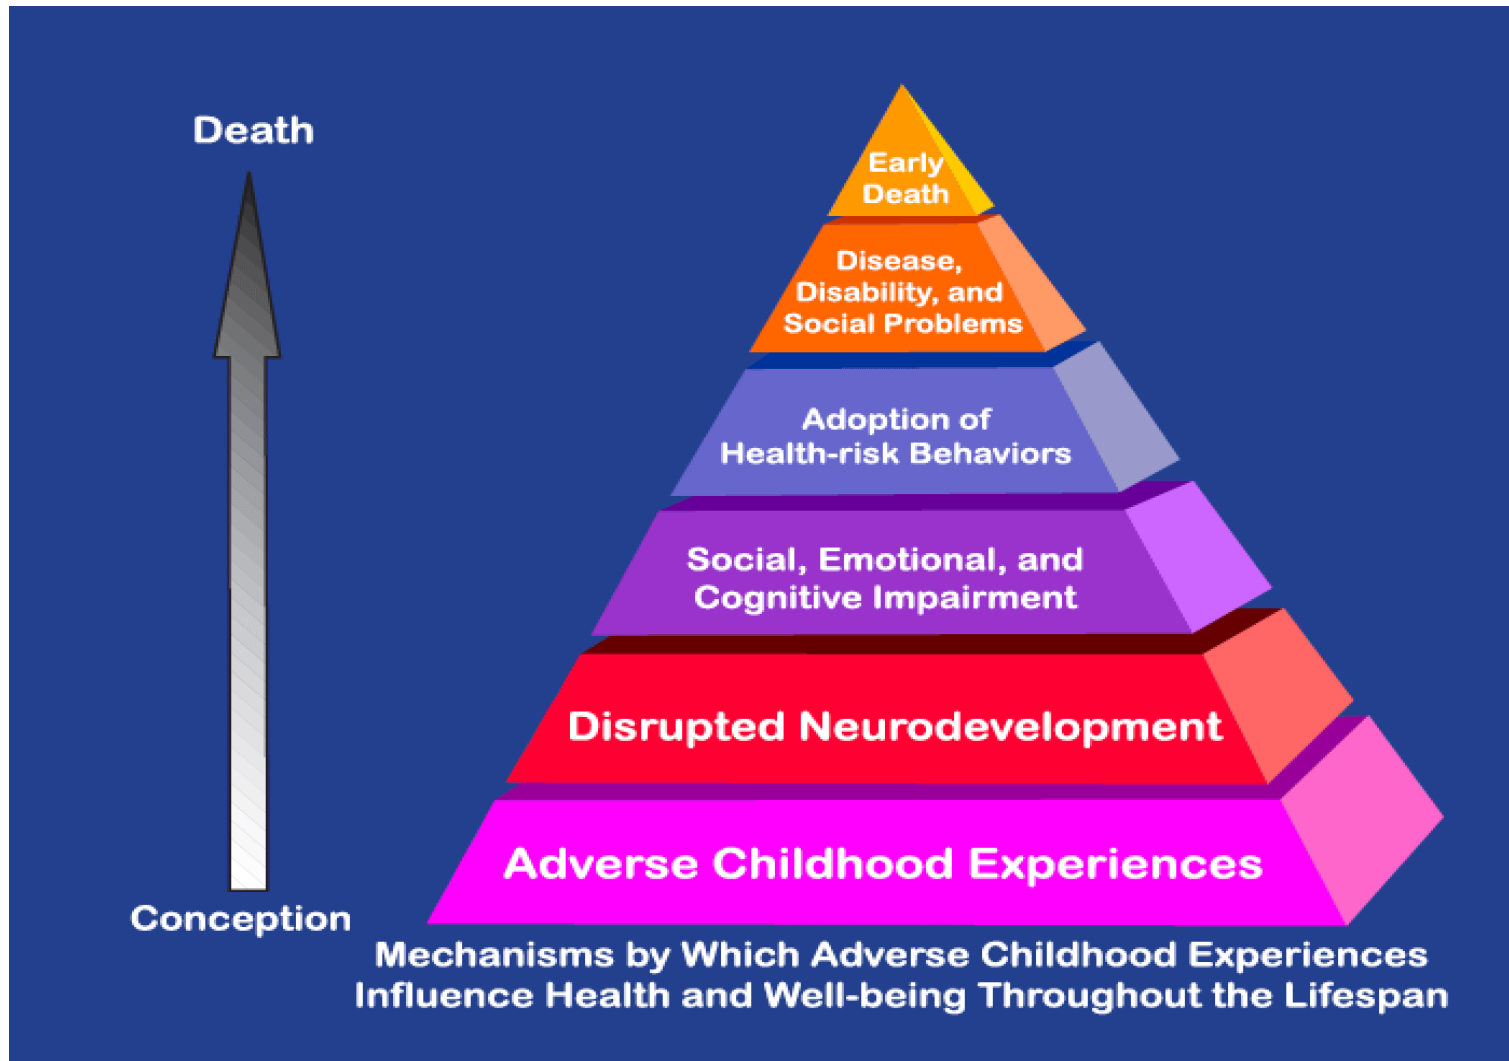 Death
Early
Death
Disease,
Disability, and
Social Problems
Adoption of
Health-risk Behaviors
Social, Emotional, and
Cognitive Impairment
Disrupted Neurodevelopment
Adverse Childhood Experiences
Conception
Mechanisms by Which Adverse Childhood Experiences
Influence Health and Well-being Throughout the Lifespan